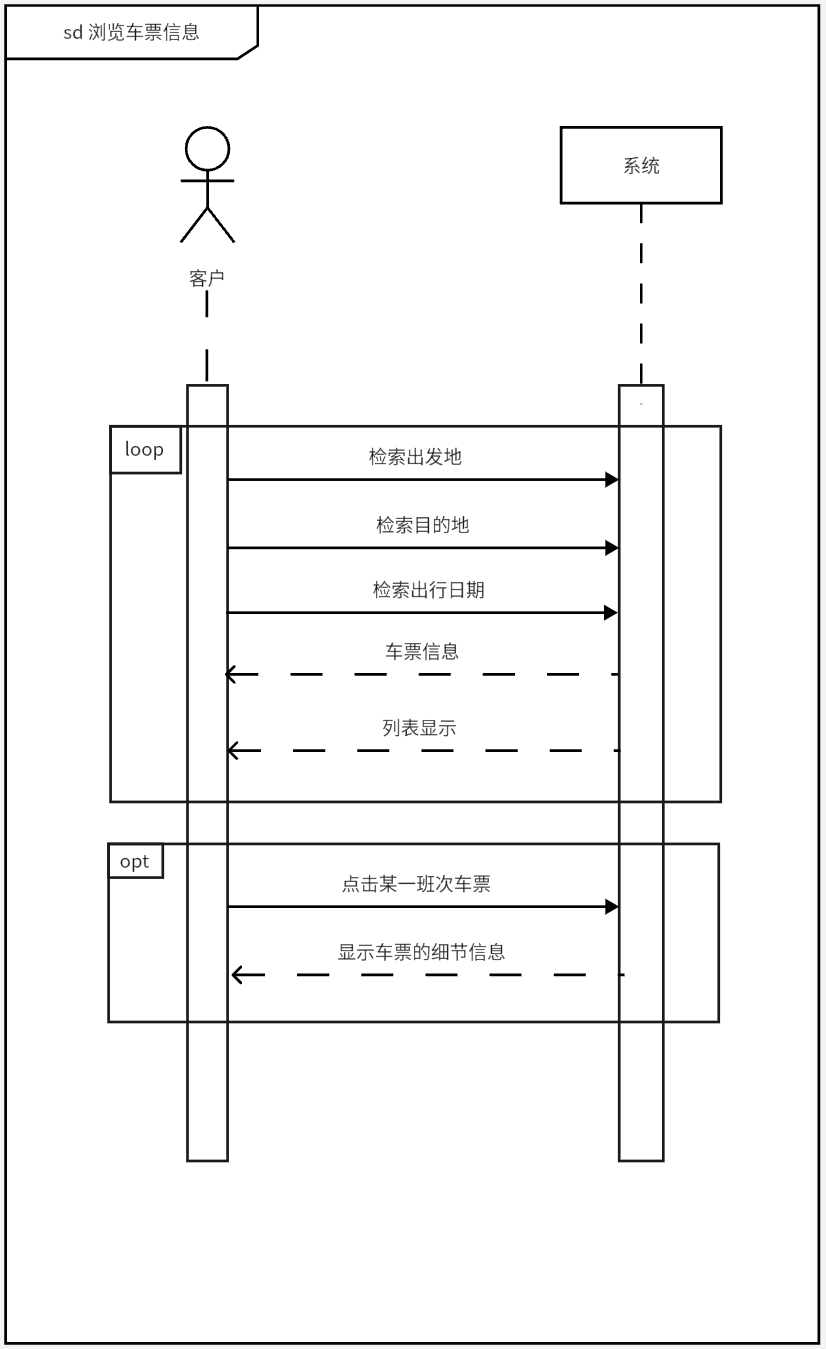 sd 浏览车票信息
系统
客户
loop
检索出发地
检索目的地
检索出行日期
车票信息
列表显示
opt
点击某一班次车票
显示车票的细节信息